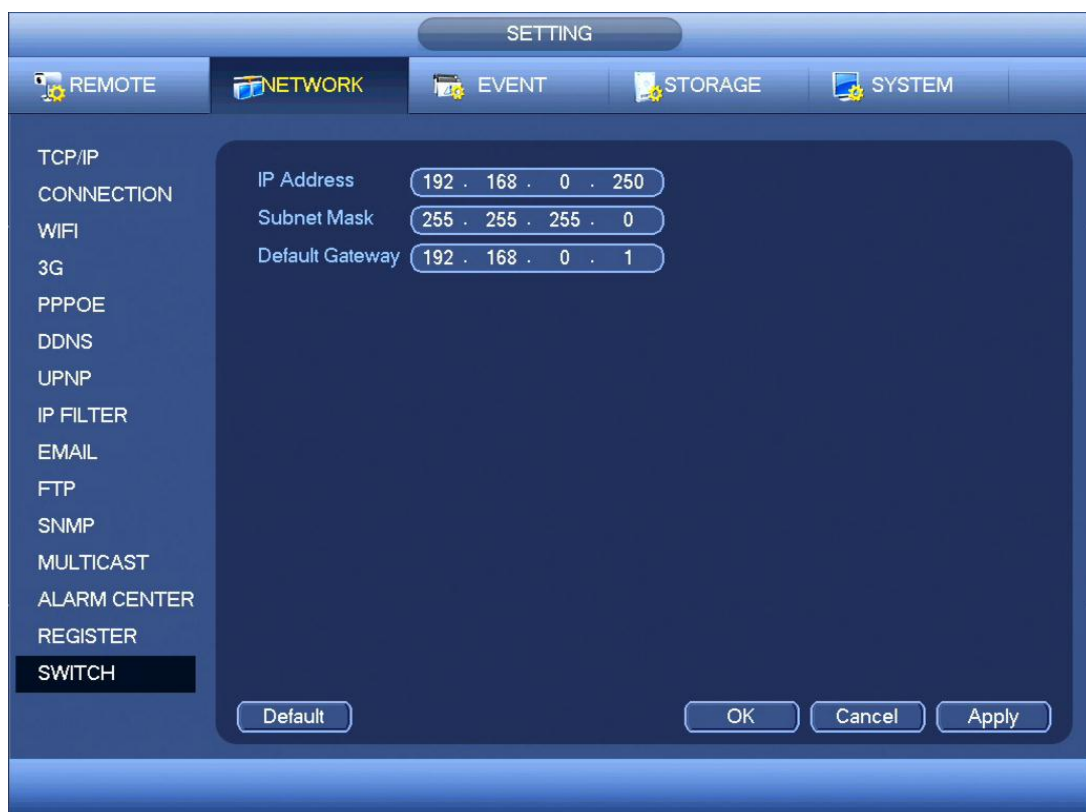 SETTING
REMOTE NETWORK EVENT STORAGE SYSTEM
TCP/IP
CONNECTION
WIFI
3G
PPPOE
DDNS
UPNP
IP FILTER
EMAIL
FTP
SNMP
MULTICAST
ALARM CENTER
REGISTER
SWITCH
IP Address 192 . 168 . 0 . 250
Subnet Mask 255 . 255 . 255 . 0
Default Gateway 192 . 168 . 0 . 1
Default OK Cancel Apply